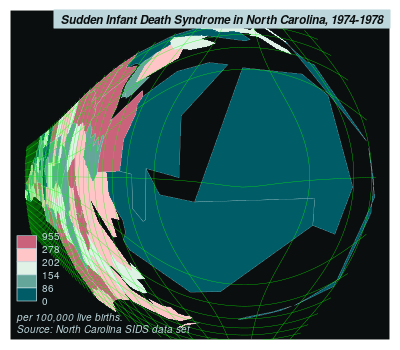 Sudden Infant Death Syndrome in North Carolina, 1974-1978
955
278
202
154
86
0
per 100,000 live births.
Source: North Carolina SIDS data set